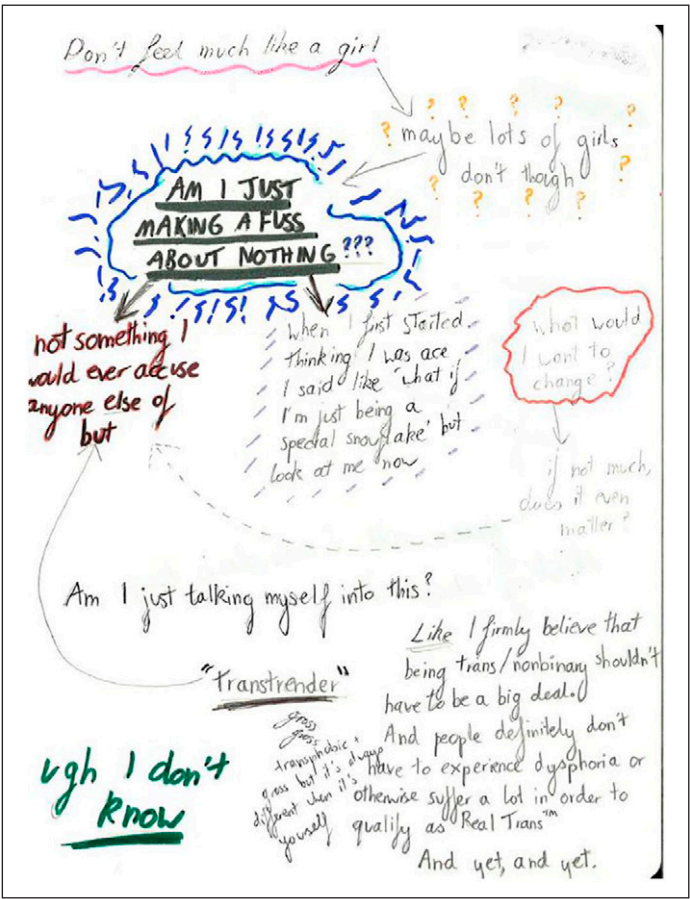 Don't feel much like a girl
? ? ? ? ?
? maybe lots of girls
don't though ?
? ? ? ? ?
AM I JUST
MAKING A FUSS
ABOUT NOTHING ???
not something I
would ever accuse
anyone else of
but
When I first started
thinking I was ace
I said like 'what if
I'm just being a
special snowflake' but
look at me now
what would
I want to
change?
if not much,
does it even
matter?
Am I just talking myself into this?
"Transtrender"
gross
gross
transphobic +
gross but it's always
different when it's
yourself
ugh I don't
know
Like I firmly believe that
being trans/nonbinary shouldn't
have to be a big deal.
And people definitely don't
have to experience dysphoria or
otherwise suffer a lot in order to
qualify as Real Trans™
And yet, and yet.